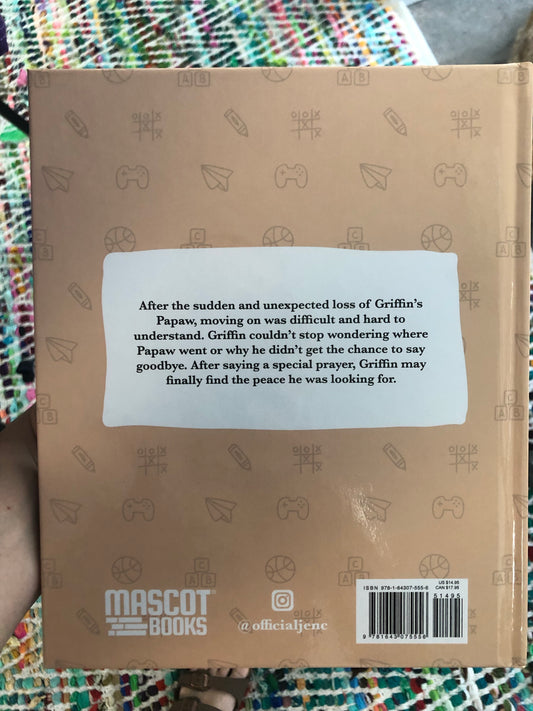 After the sudden and unexpected loss of Griffin's
Papaw, moving on was difficult and hard to
understand. Griffin couldn't stop wondering where
Papaw went or why he didn't get the chance to say
goodbye. After saying a special prayer, Griffin may
finally find the peace he was looking for.
MASCOT®
BOOKS
@officialjenc
US $14.95
CAN $17.95
ISBN 978-1-64307-555-6
51495
9 781643 075556